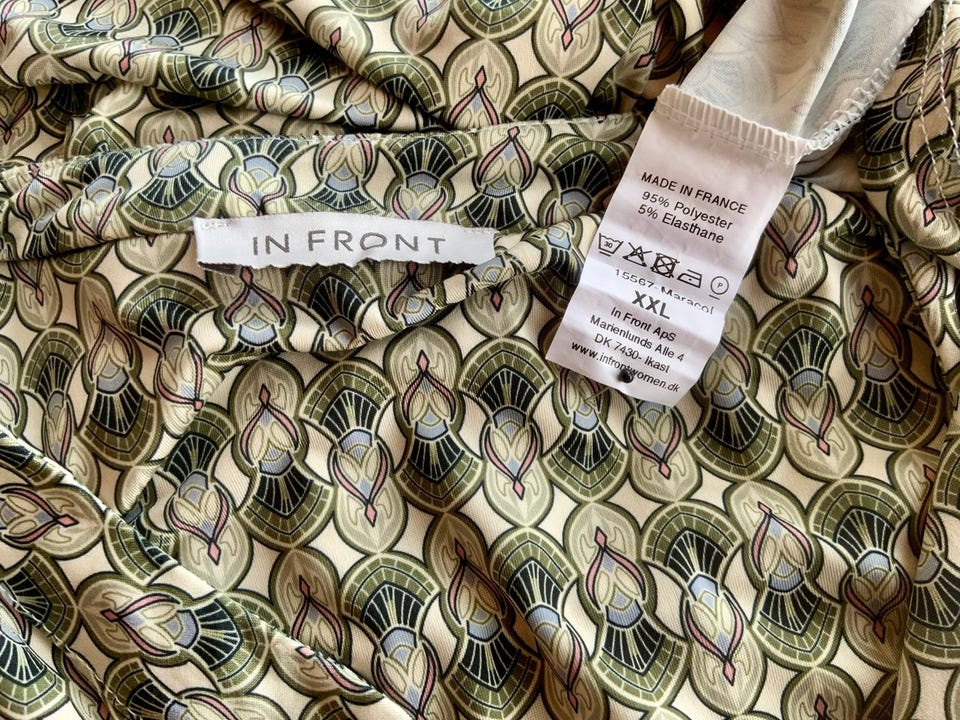 IN FRONT
MADE IN FRANCE
95% Polyester
5% Elasthane
30
P
15567
XXL
In Front Aps
Marienlunds Alle 4
DK 7430- Ikast
www.infrontwomen.dk